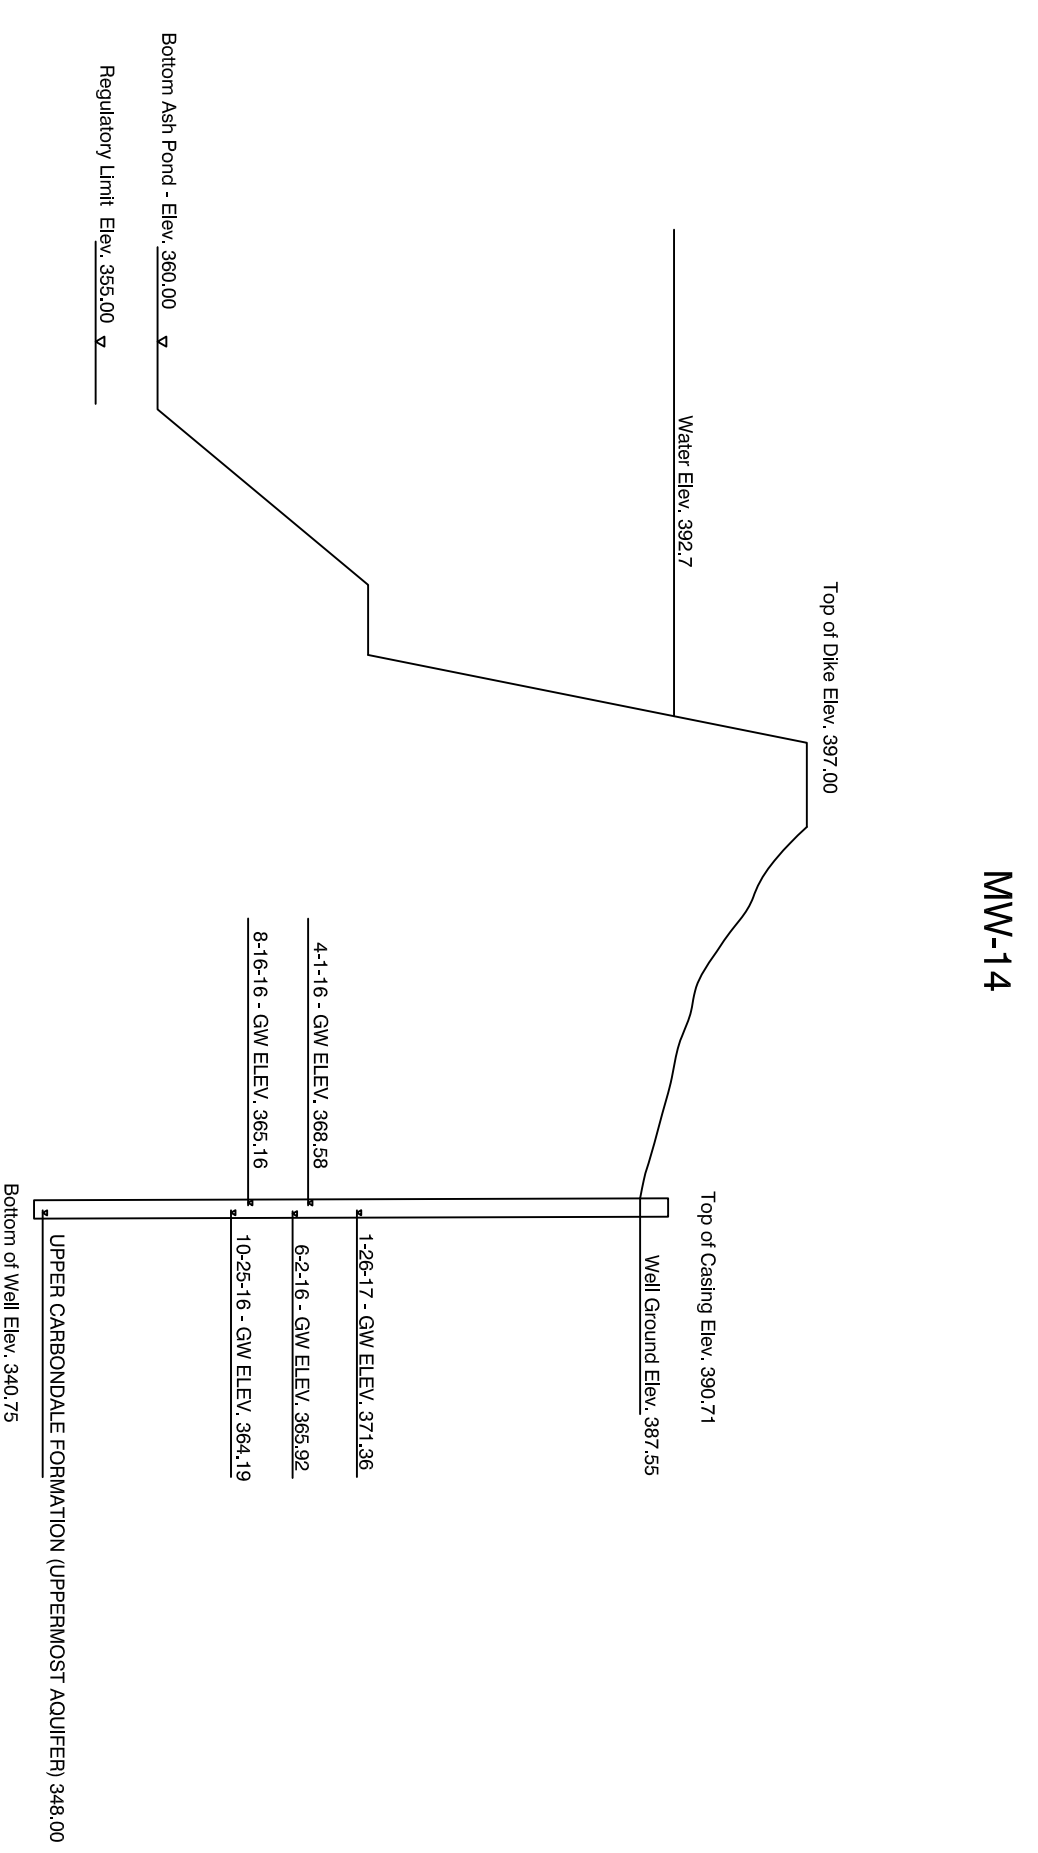 MW-14
Top of Dike Elev. 397.00
Top of Casing Elev. 390.71
Water Elev. 392.7
Well Ground Elev. 387.55
1-26-17 - GW ELEV. 371.36
4-1-16 - GW ELEV. 368.58
6-2-16 - GW ELEV. 365.92
8-16-16 - GW ELEV. 365.16
10-25-16 - GW ELEV. 364.19
Bottom Ash Pond - Elev. 360.00
Regulatory Limit Elev. 355.00
UPPER CARBONDALE FORMATION (UPPERMOST AQUIFER) 348.00
Bottom of Well Elev. 340.75